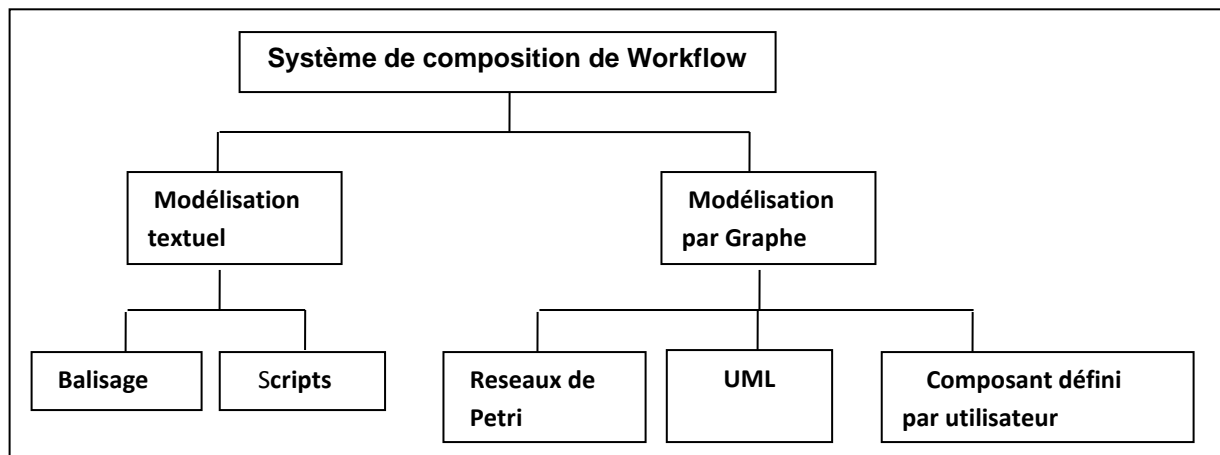 Système de composition de Workflow
Modélisation
textuel
Modélisation
par Graphe
Balisage
Scripts
Reseaux de
Petri
UML
Composant défini
par utilisateur